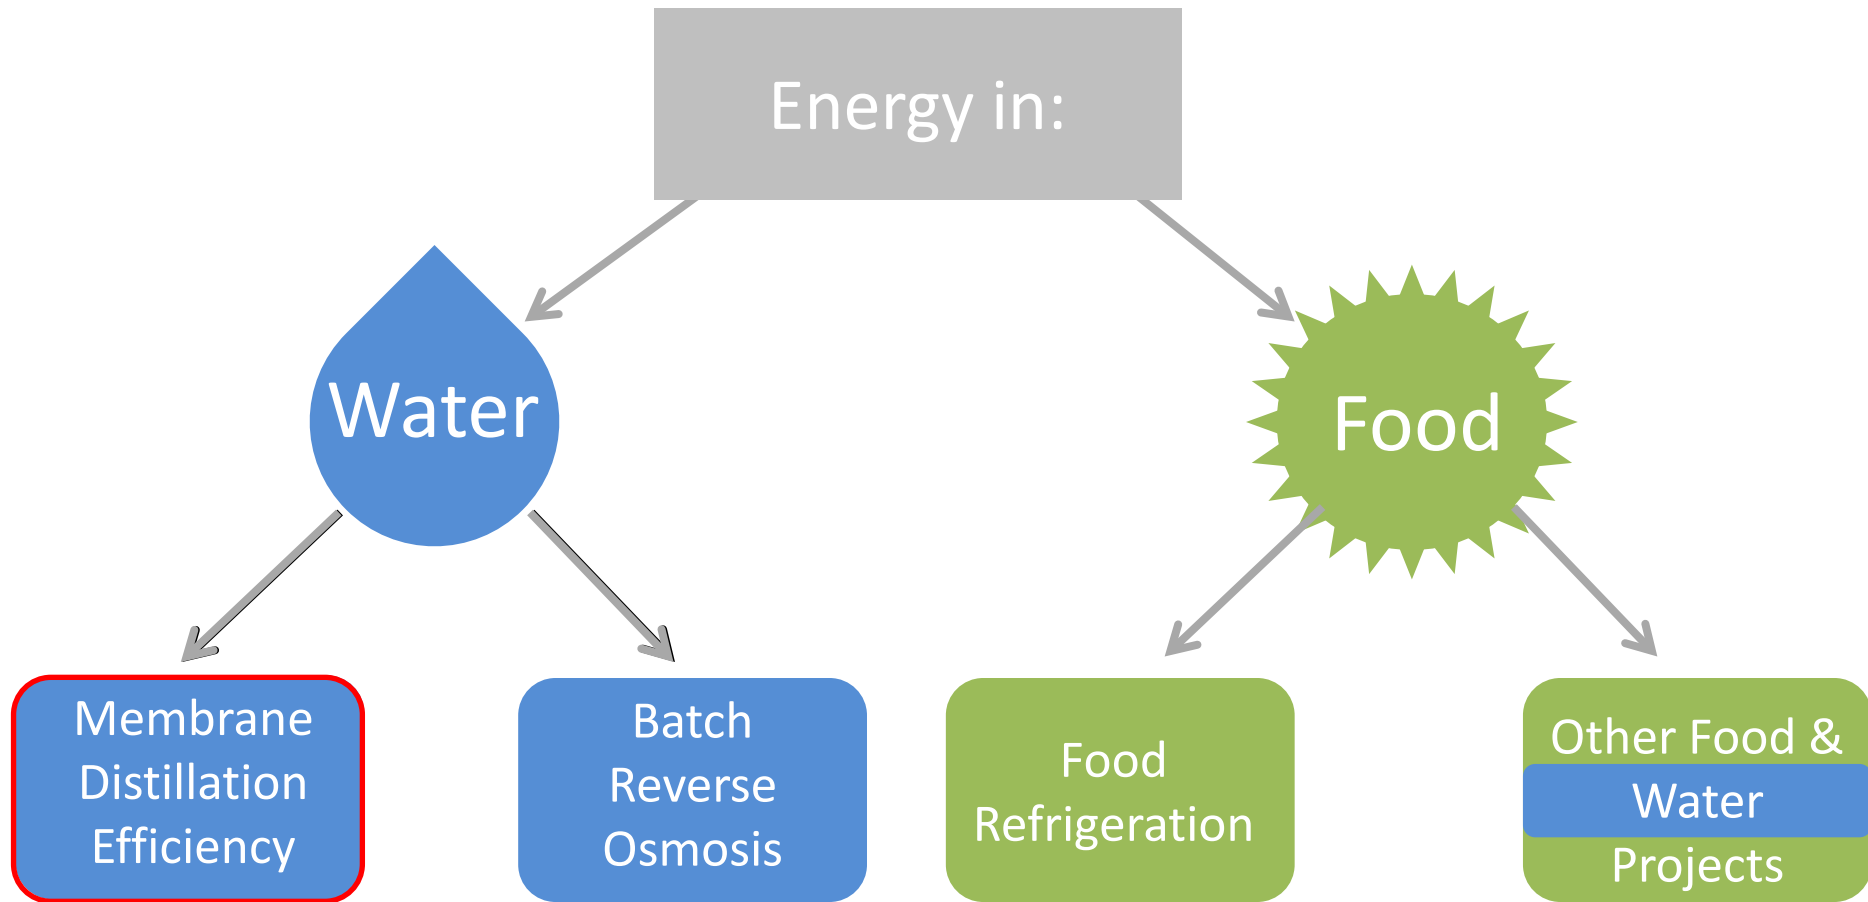 Energy in:
Water
Food
Membrane
Distillation
Efficiency
Batch
Reverse
Osmosis
Food
Refrigeration
Other Food &
Water
Projects